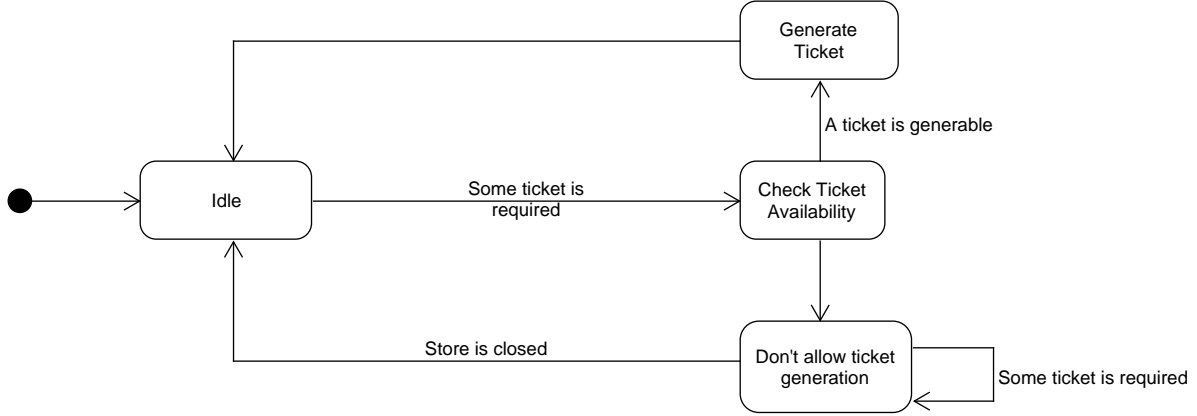 Generate
Ticket
A ticket is generable
Idle
Some ticket is
required
Check Ticket
Availability
Store is closed
Don't allow ticket
generation
Some ticket is required